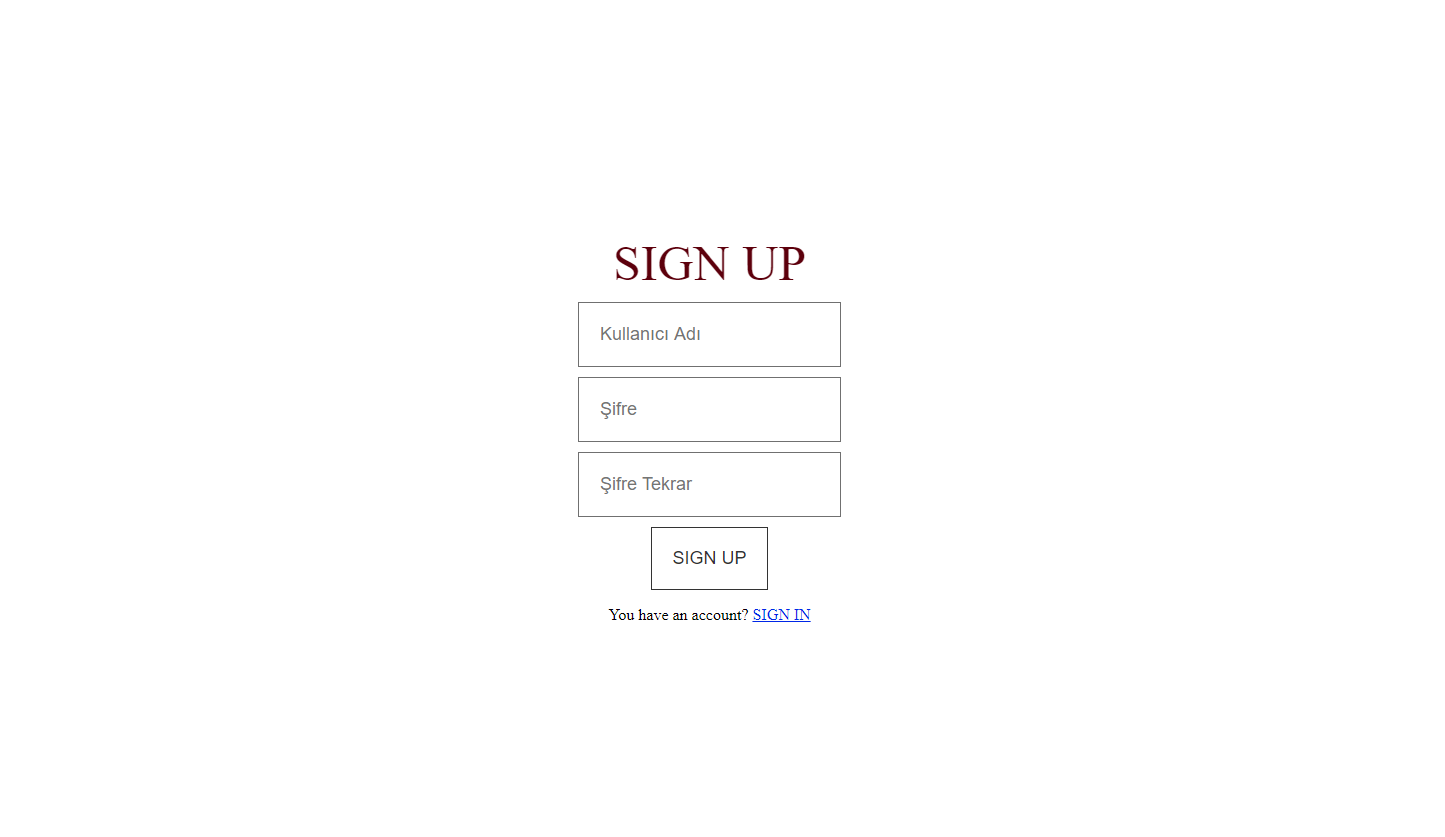 SIGN UP
Kullanıcı Adı
Şifre
Şifre Tekrar
SIGN UP
You have an account? SIGN IN